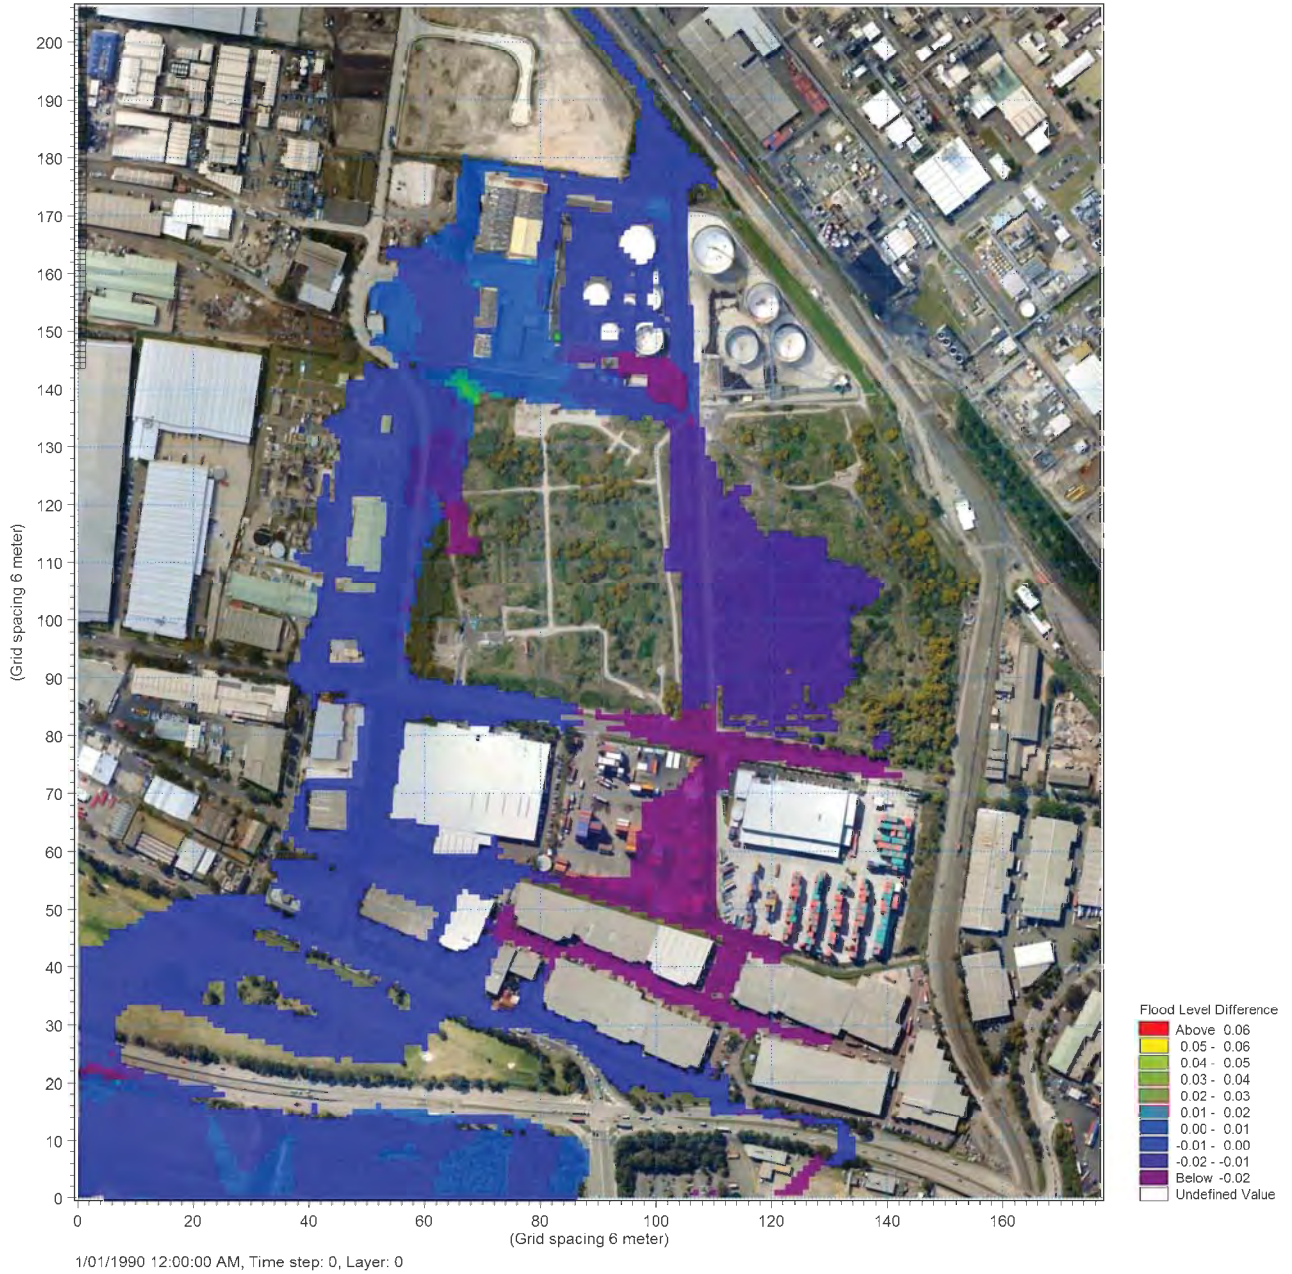 200
190
180
170
160
150
140
130
120
110
100
90
80
70
60
50
40
30
20
10
0
(Grid spacing 6 meter)
0 20 40 60 80 100 120 140 160
(Grid spacing 6 meter)
1/01/1990 12:00:00 AM, Time step: 0, Layer: 0
Flood Level Difference
Above 0.06
0.05 - 0.06
0.04 - 0.05
0.03 - 0.04
0.02 - 0.03
0.01 - 0.02
0.00 - 0.01
-0.01 - 0.00
-0.02 - -0.01
Below -0.02
Undefined Value